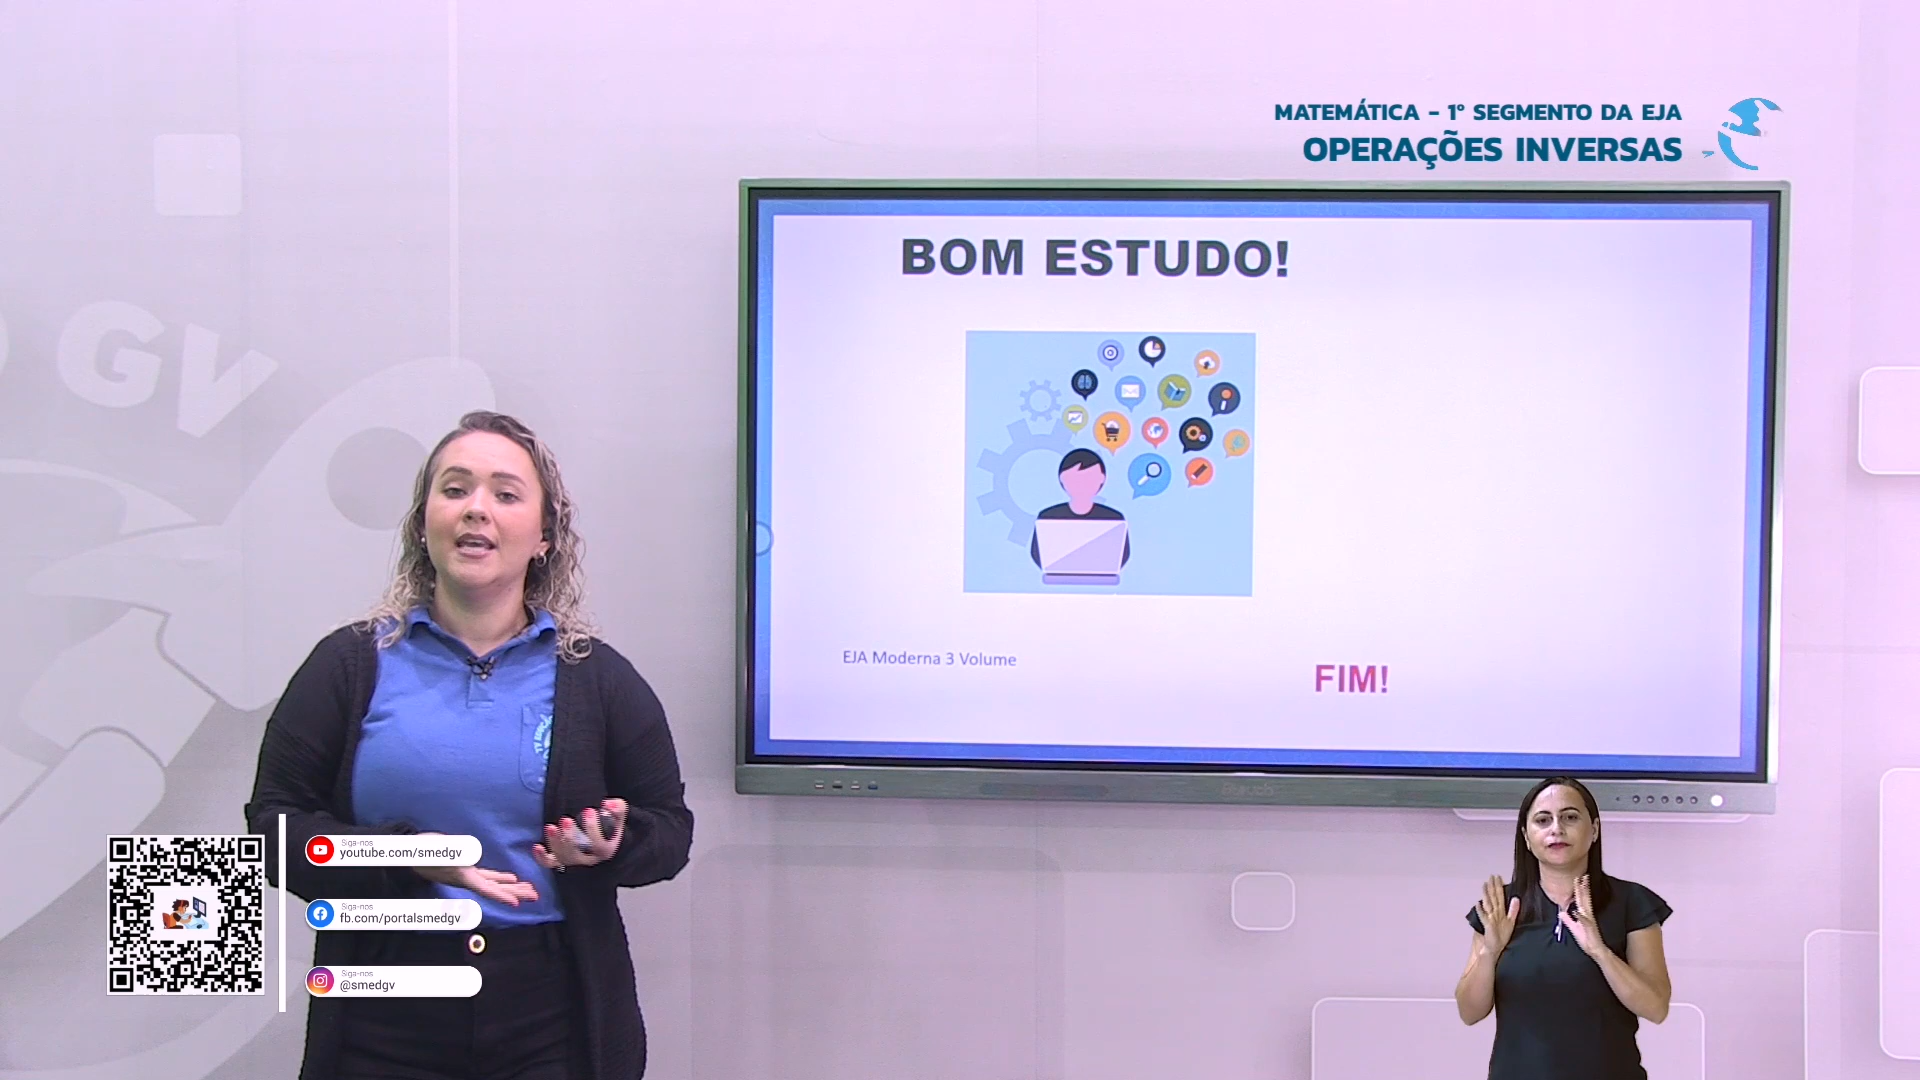 MATEMÁTICA - 1º SEGMENTO DA EJA
OPERAÇÕES INVERSAS
GV
BOM ESTUDO!
EJA Moderna 3 Volume
FIM!
Siga-nos
youtube.com/smedgv
Siga-nos
fb.com/portalsmedgv
Siga-nos
@smedgv